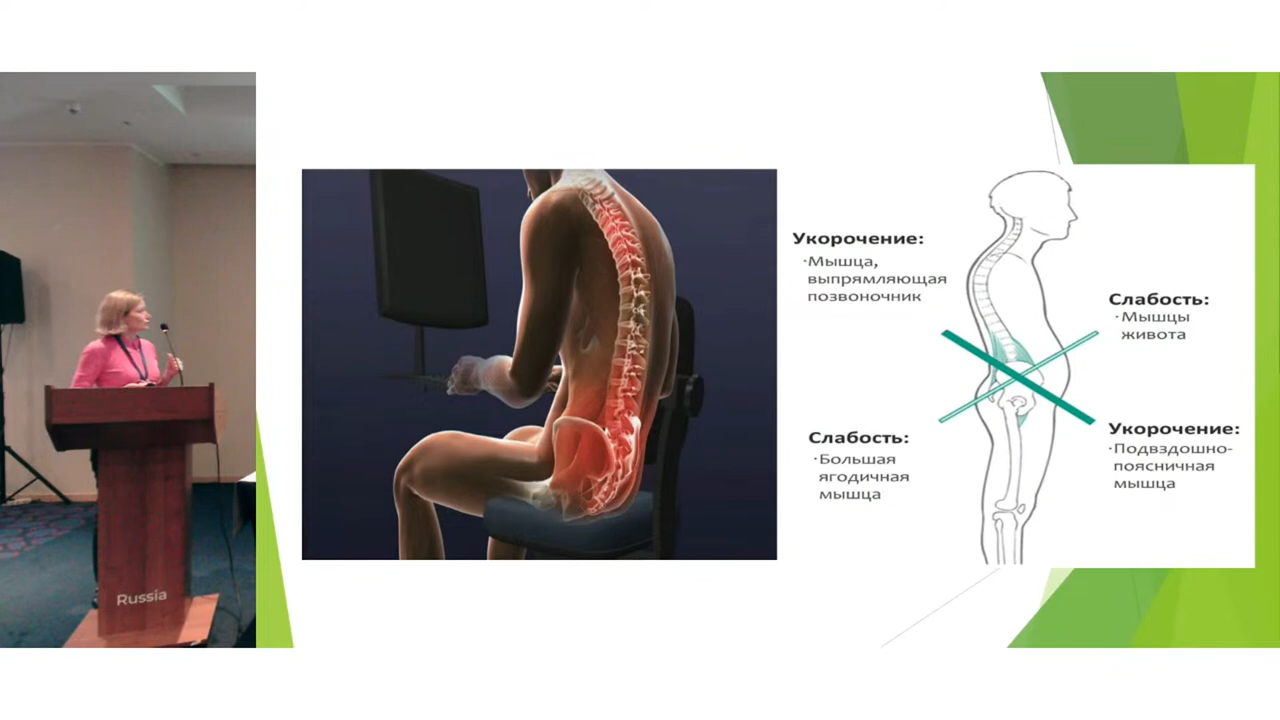 Укорочение:
·Мышца,
выпрямляющая
позвоночник
Слабость:
·Мышцы
живота
Слабость:
·Большая
ягодичная
мышца
Укорочение:
·Подвздошно-
поясничная
мышца
Russia